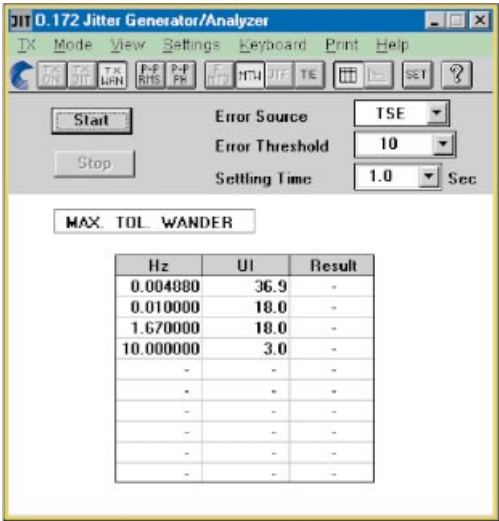 JIT O.172 Jitter Generator/Analyzer
TX Mode View Settings Keyboard Print Help
TX ON TX JIT TX WAN P-P RMS P-P PH F MTJ MTW JTF TE SET ?
Start Error Source TSE
Error Threshold 10
Stop
Settling Time 1.0 Sec
MAX. TOL. WANDER
Hz UI Result
0.004880 36.9 -
0.010000 18.0 -
1.670000 18.0 -
10.000000 3.0 -
- - -
- - -
- - -
- - -
- - -
- - -